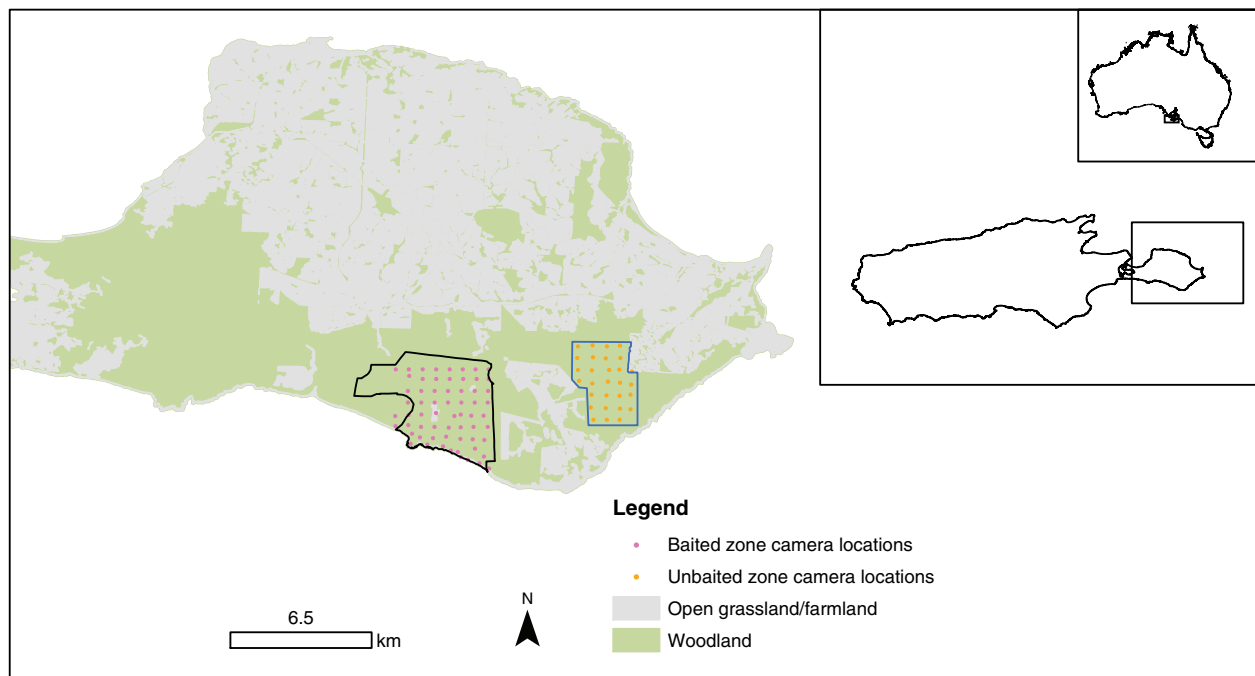 Legend
Baited zone camera locations
Unbaited zone camera locations
Open grassland/farmland
Woodland
6.5
km
N